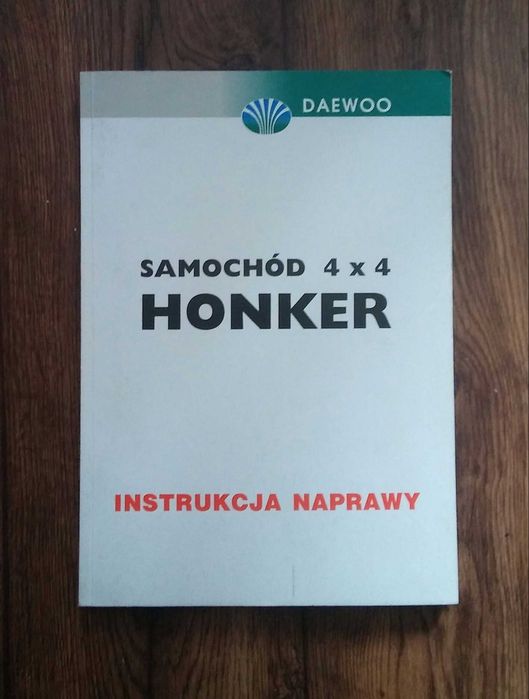 DAEWOO
SAMOCHÓD 4 x 4
HONKER
INSTRUKCJA NAPRAWY